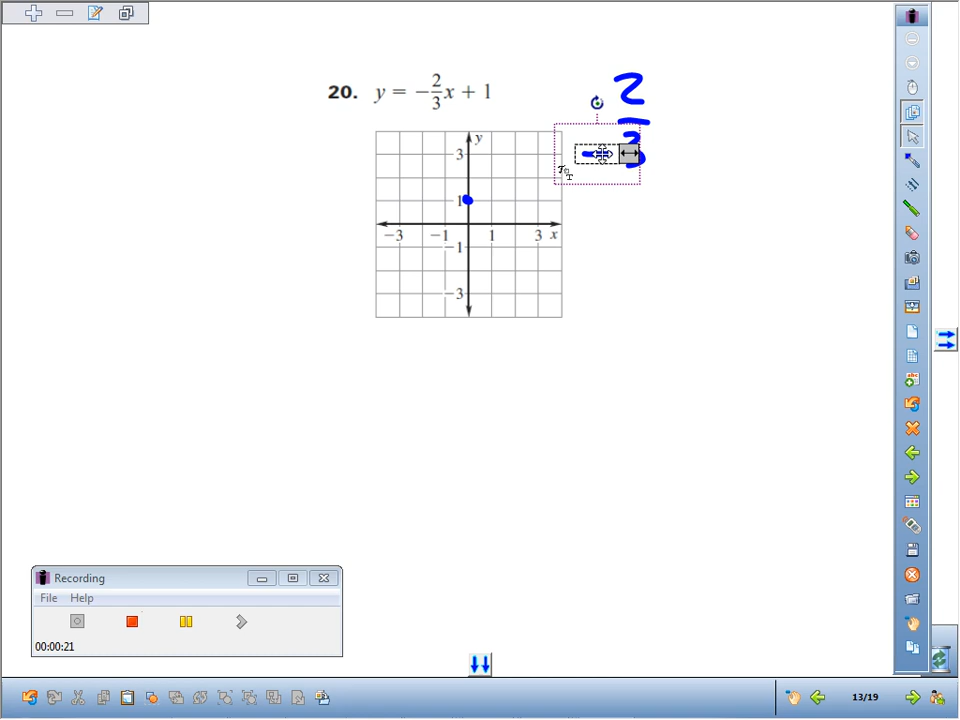 20. y = -2/3x + 1
2
-3
y
3
1
-3 -1 1 3 x
-1
-3
Recording
File Help
00:00:21
13/19